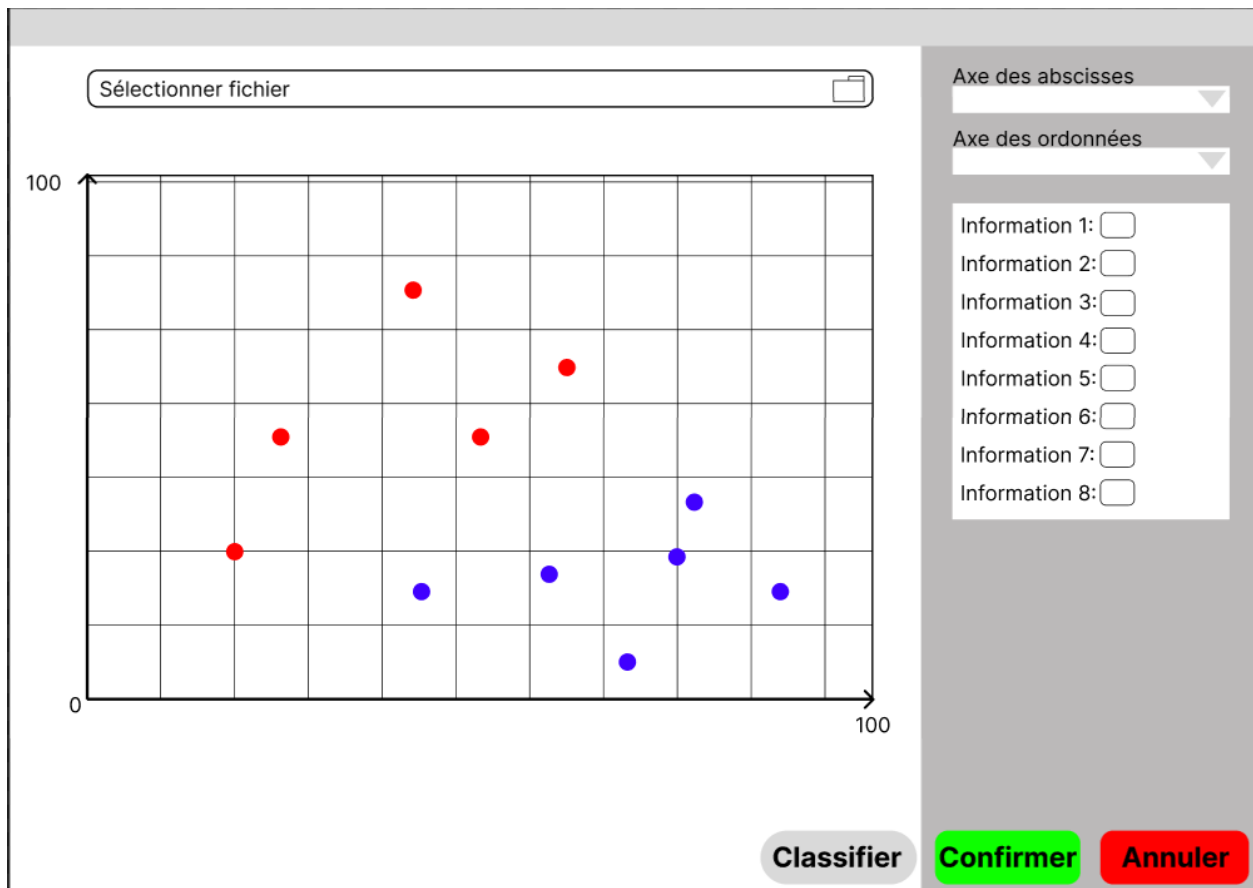 Sélectionner fichier
100
0
100
Axe des abscisses
Axe des ordonnées
Information 1:
Information 2:
Information 3:
Information 4:
Information 5:
Information 6:
Information 7:
Information 8:
Classifier
Confirmer
Annuler